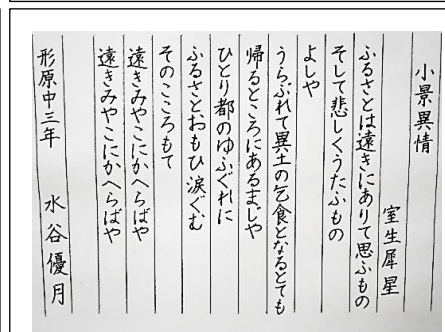 小景異情
室生犀星
ふるさとは遠きにありて思ふもの
そして悲しくうたふもの
よしや
うらぶれて異土の乞食となるとても
帰るところにあるまじや
ひとり都のゆふぐれに
ふるさとおもひ涙ぐむ
そのこころもて
遠きみやこにかへらばや
遠きみやこにかへらばや
形原中三年 水谷優月